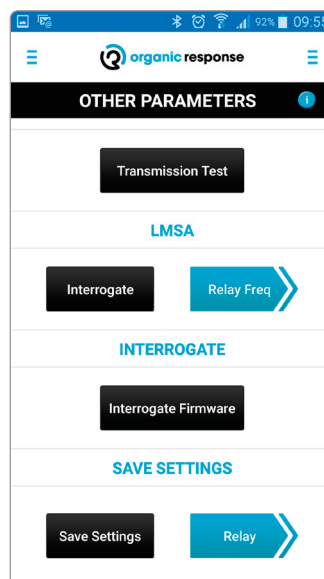 92% 09:55
organic response
OTHER PARAMETERS i
Transmission Test
LMSA
Interrogate Relay Freq
INTERROGATE
Interrogate Firmware
SAVE SETTINGS
Save Settings Relay